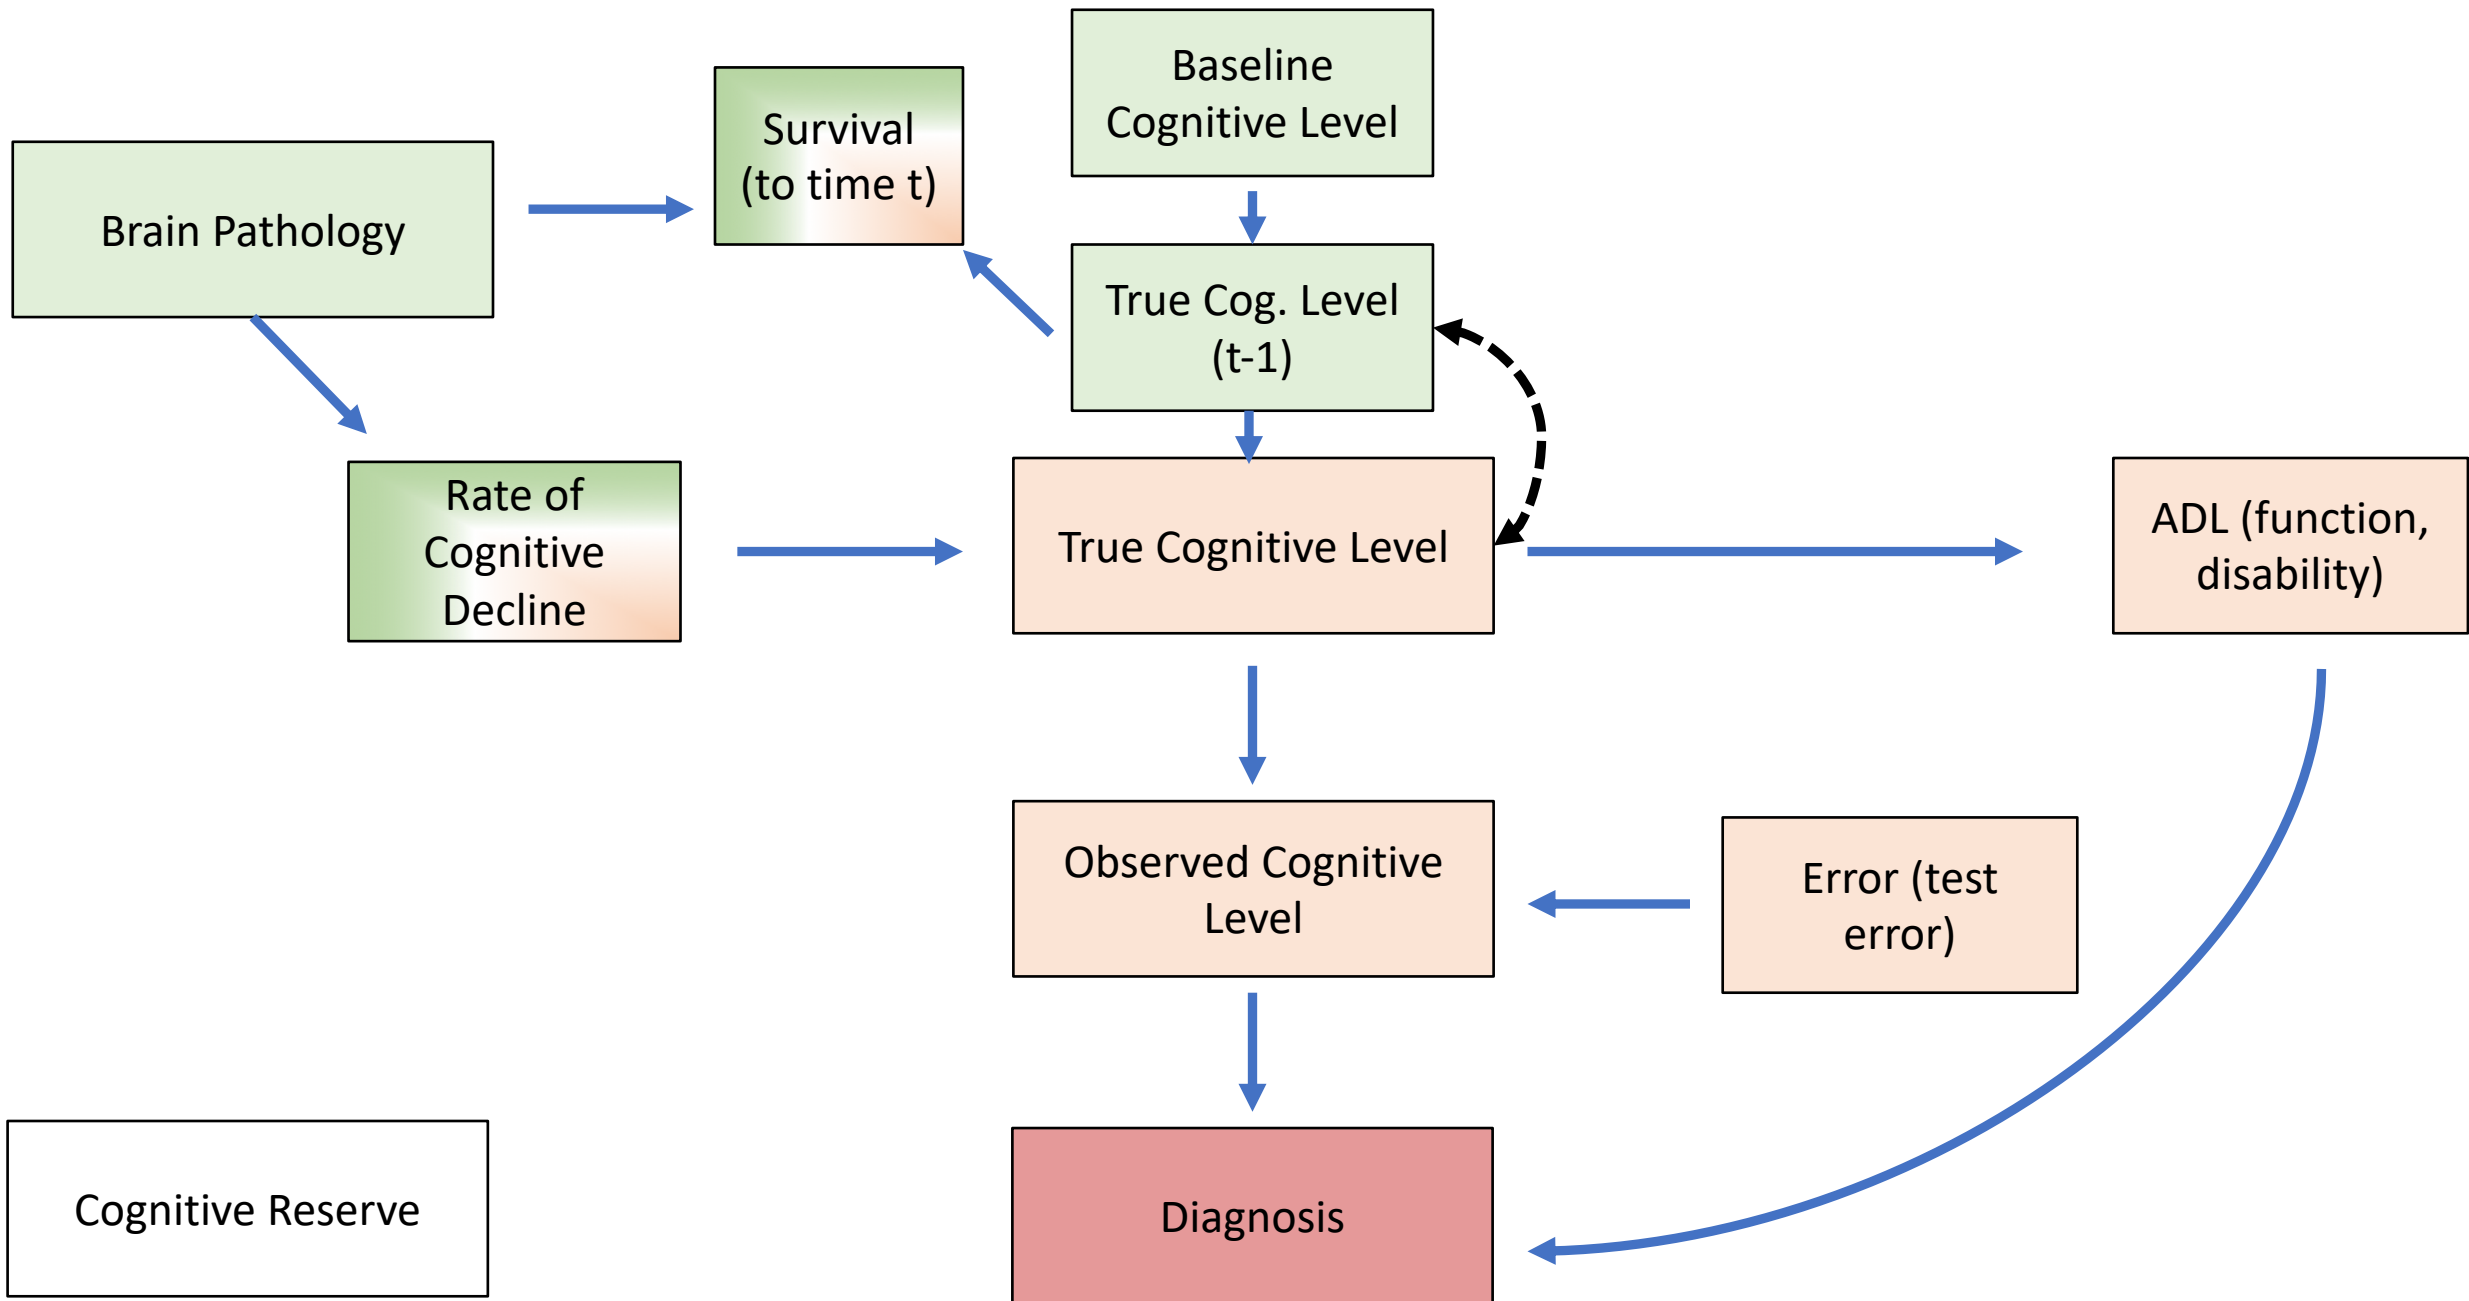 Baseline
Cognitive Level
Survival
(to time t)
Brain Pathology
True Cog. Level
(t-1)
Rate of
Cognitive
Decline
True Cognitive Level
ADL (function,
disability)
Observed Cognitive
Level
Error (test
error)
Cognitive Reserve
Diagnosis